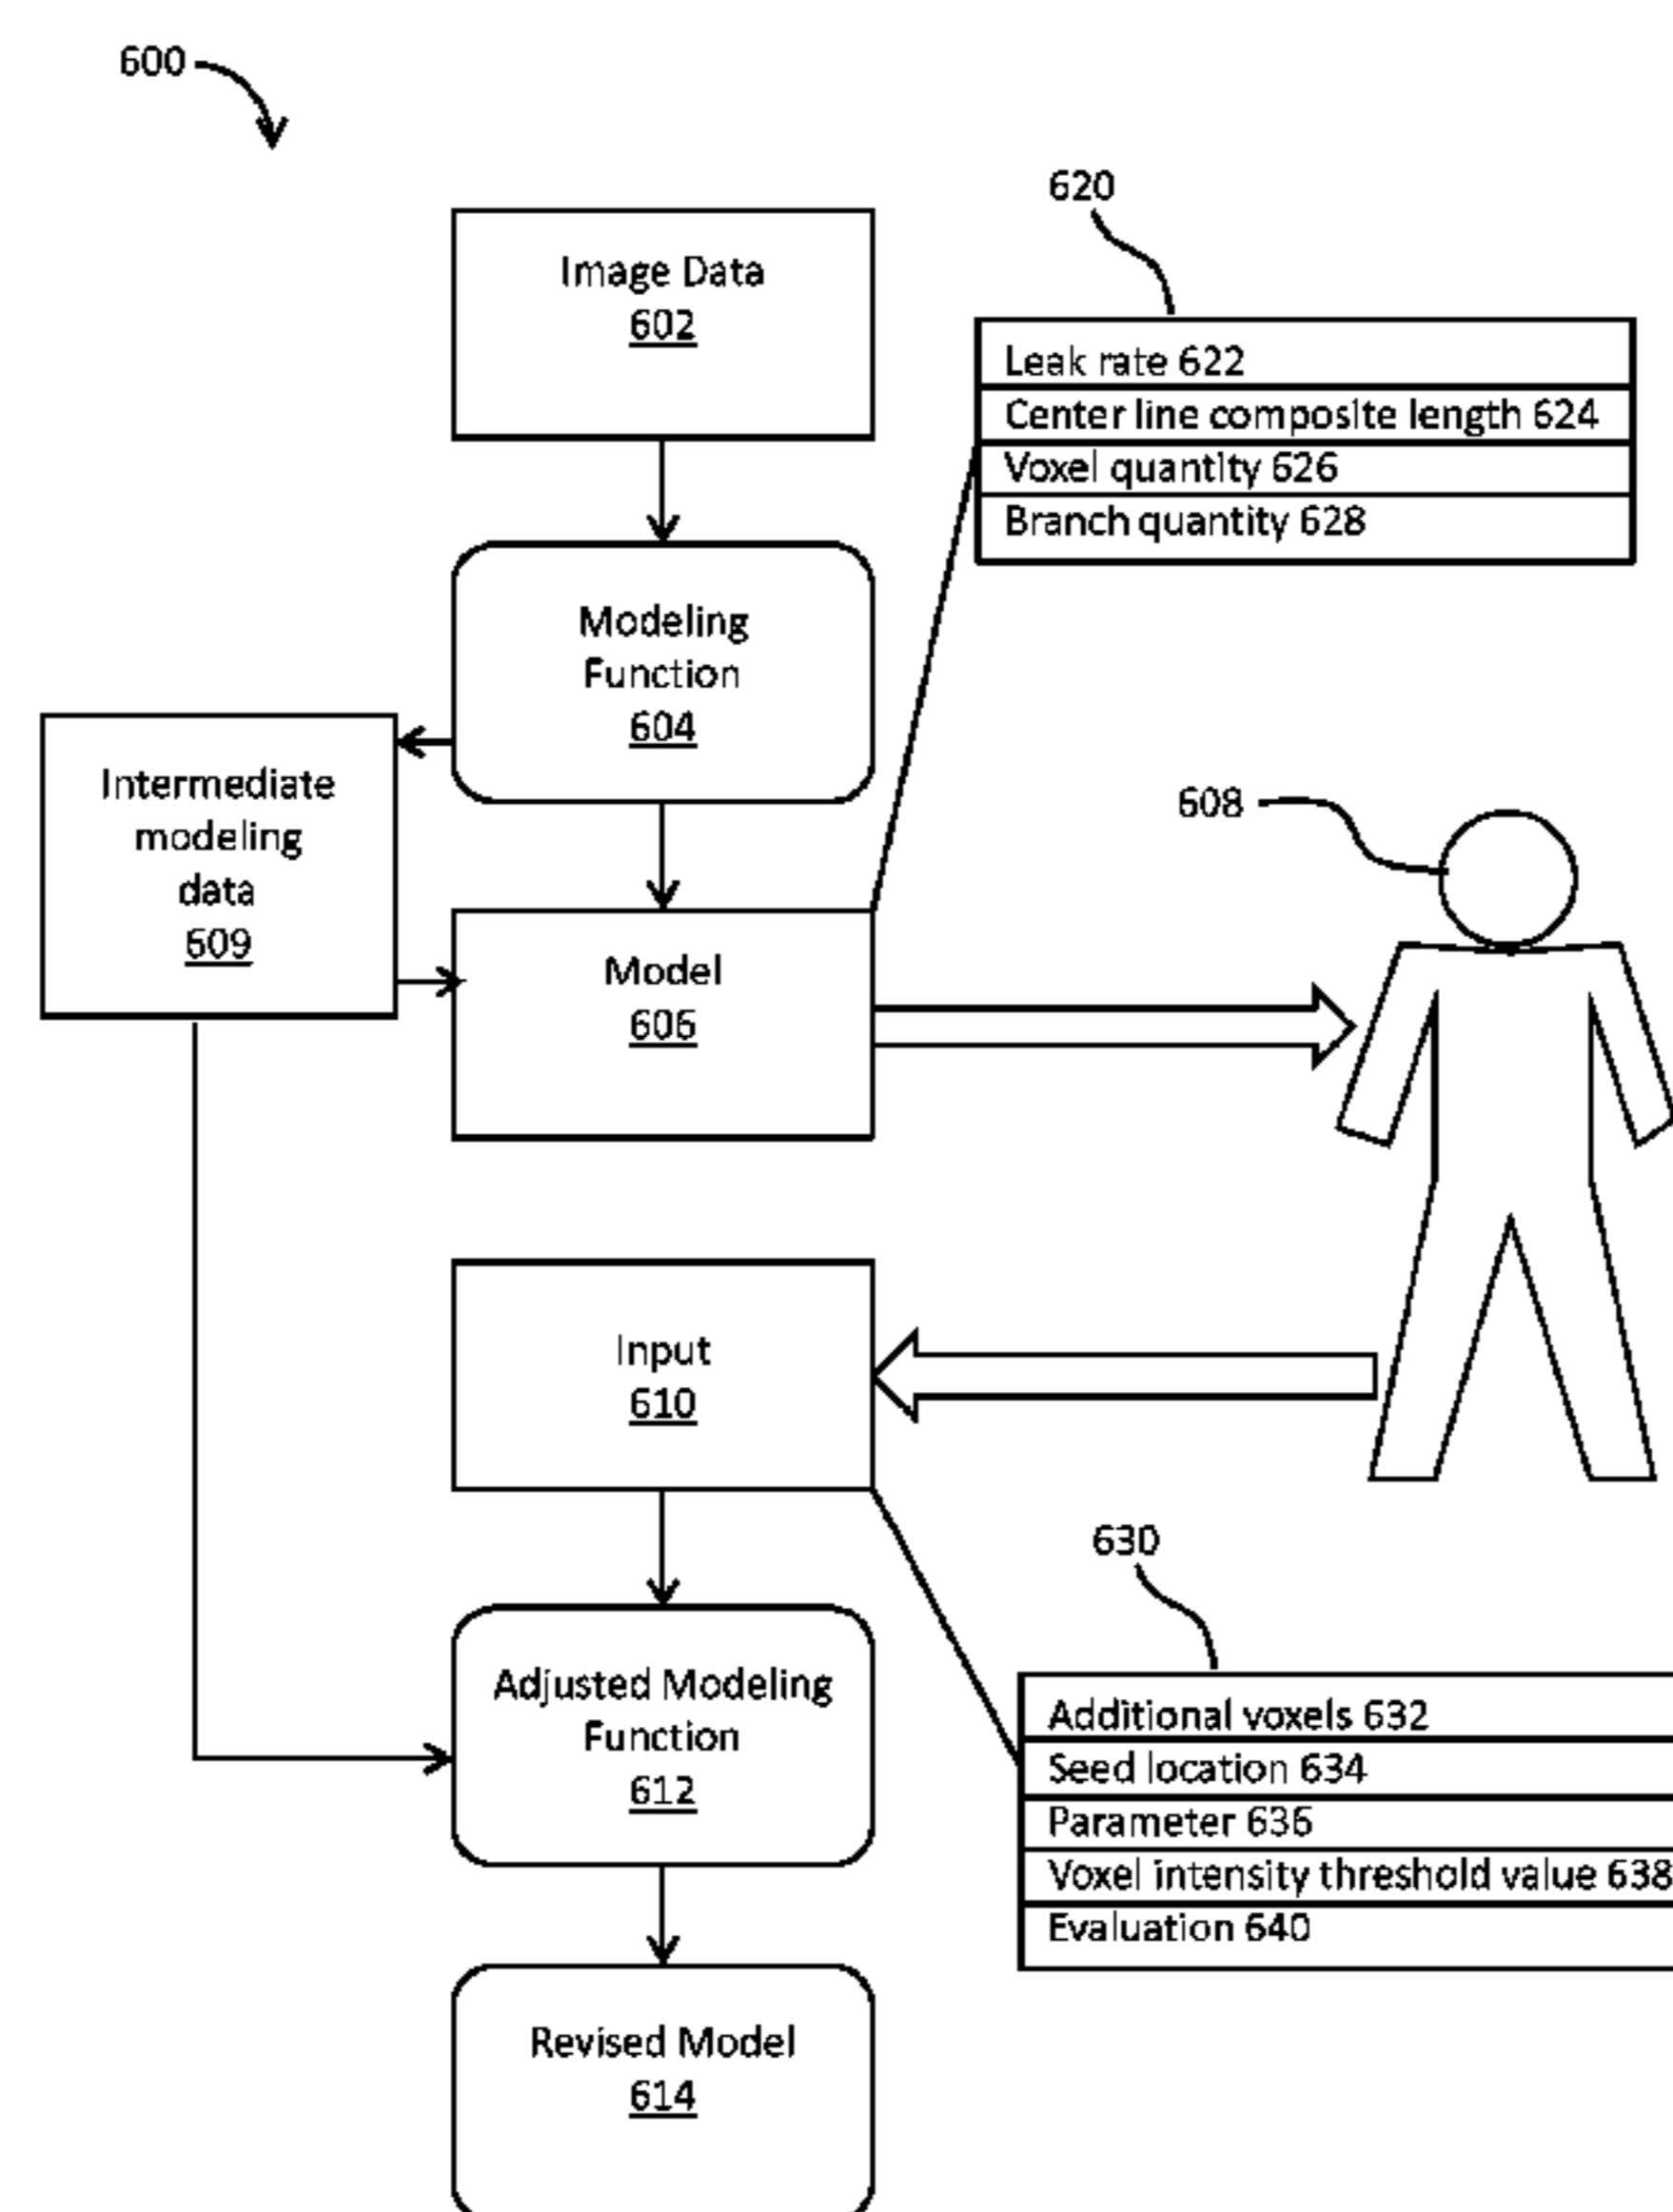 600
Image Data
602
620
Leak rate 622
Center line composite length 624
Voxel quantity 626
Branch quantity 628
Modeling
Function
604
Intermediate
modeling
data
609
608
Model
606
Input
610
630
Adjusted Modeling
Function
612
Additional voxels 632
Seed location 634
Parameter 636
Voxel intensity threshold value 638
Evaluation 640
Revised Model
614